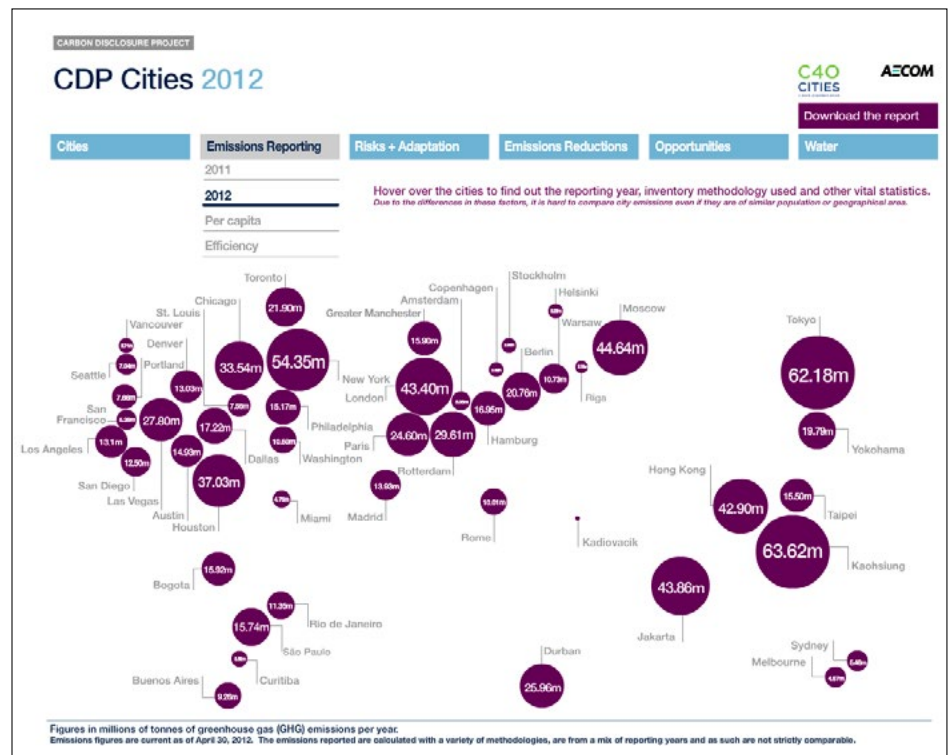 CARBON DISCLOSURE PROJECT
CDP Cities 2012
C40
CITIES
AECOM
Download the report
Cities
Emissions Reporting
Risks + Adaptation
Emissions Reductions
Opportunities
Water
2011
2012
Per capita
Efficiency
Hover over the cities to find out the reporting year, inventory methodology used and other vital statistics.
Due to the differences in these factors, it is hard to compare city emissions even if they are of similar population or geographical area.
Toronto
21.90m
Chicago
33.54m
St. Louis
Vancouver
Denver
13.03m
Seattle
Portland
San
Francisco
27.80m
Los Angeles
13.1m
12.50m
San Diego
Las Vegas
Austin
14.93m
Houston
37.03m
17.22m
Dallas
54.35m
New York
Philadelphia
Washington
Miami
Greater Manchester
15.90m
London
43.40m
Amsterdam
Copenhagen
Stockholm
Helsinki
Warsaw
10.73m
Moscow
44.64m
Berlin
20.76m
Riga
16.95m
Hamburg
Paris
24.60m
29.61m
Rotterdam
13.93m
Madrid
Rome
Kadiovacik
Tokyo
62.18m
19.79m
Yokohama
Hong Kong
42.90m
15.50m
Taipei
63.62m
Kaohsiung
43.86m
Jakarta
Bogota
15.92m
11.35m
Rio de Janeiro
15.74m
São Paulo
Curitiba
Buenos Aires
Durban
25.96m
Sydney
Melbourne
Figures in millions of tonnes of greenhouse gas (GHG) emissions per year.
Emissions figures are current as of April 30, 2012. The emissions reported are calculated with a variety of methodologies, are from a mix of reporting years and as such are not strictly comparable.